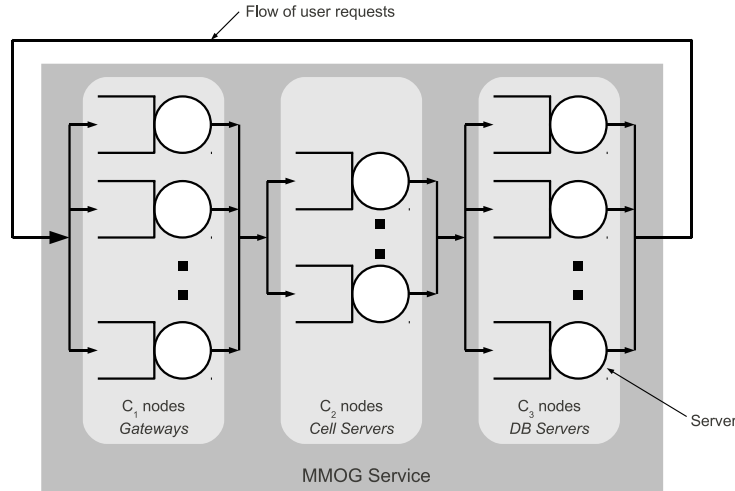 Flow of user requests
C₁ nodes
Gateways
C₂ nodes
Cell Servers
C₃ nodes
DB Servers
Server
MMOG Service